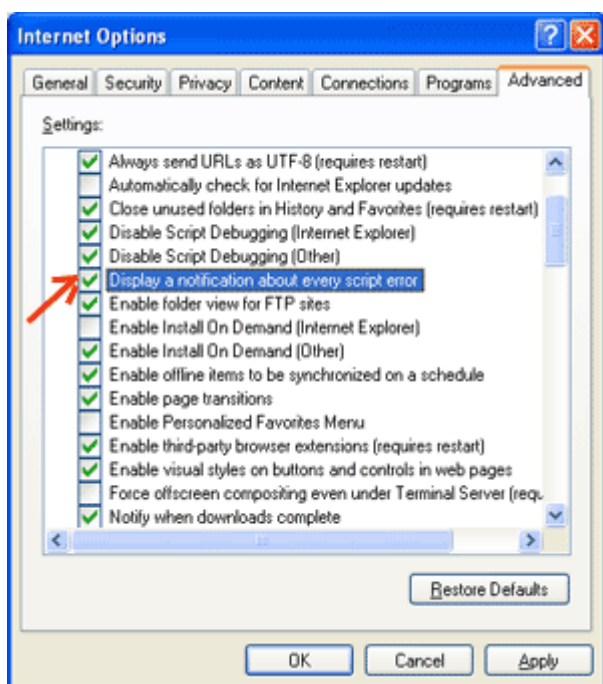 Internet Options
General Security Privacy Content Connections Programs Advanced
Settings:
Always send URLs as UTF-8 (requires restart)
Automatically check for Internet Explorer updates
Close unused folders in History and Favorites (requires restart)
Disable Script Debugging (Internet Explorer)
Disable Script Debugging (Other)
Display a notification about every script error
Enable folder view for FTP sites
Enable Install On Demand (Internet Explorer)
Enable Install On Demand (Other)
Enable offline items to be synchronized on a schedule
Enable page transitions
Enable Personalized Favorites Menu
Enable third-party browser extensions (requires restart)
Enable visual styles on buttons and controls in web pages
Force offscreen compositing even under Terminal Server (requ
Notify when downloads complete
Restore Defaults
OK Cancel Apply